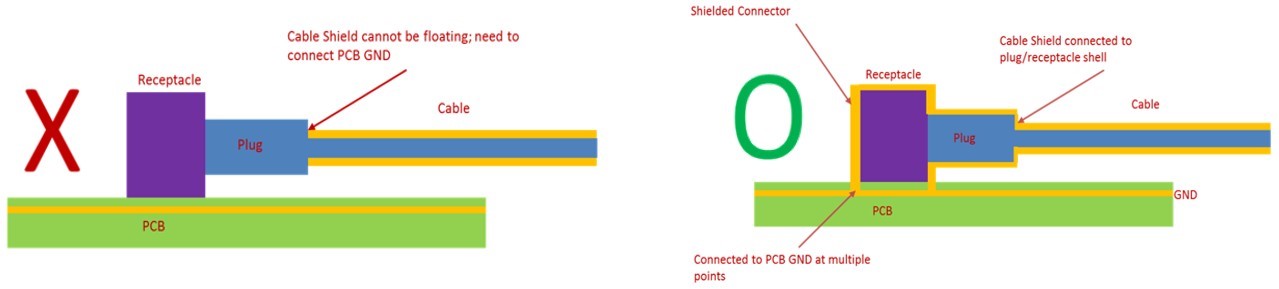 X
Cable Shield cannot be floating; need to
connect PCB GND
Receptacle
Cable
Plug
PCB
O
Shielded Connector
Cable Shield connected to
plug/receptacle shell
Receptacle
Cable
Plug
GND
PCB
Connected to PCB GND at multiple
points